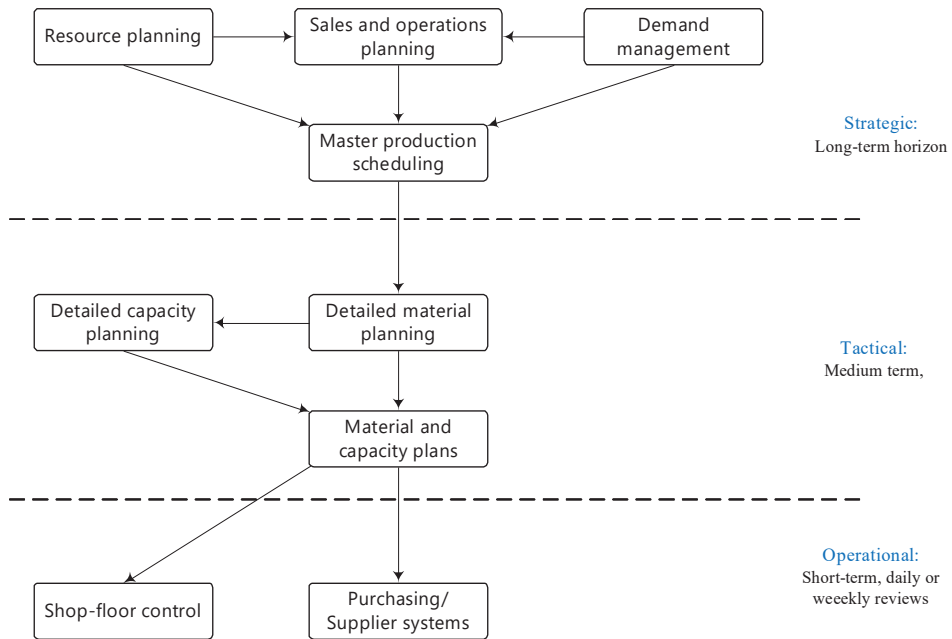 Resource planning
Sales and operations
planning
Demand
management
Master production
scheduling
Strategic:
Long-term horizon
Detailed capacity
planning
Detailed material
planning
Tactical:
Medium term,
Material and
capacity plans
Operational:
Short-term, daily or
weeekly reviews
Shop-floor control
Purchasing/
Supplier systems